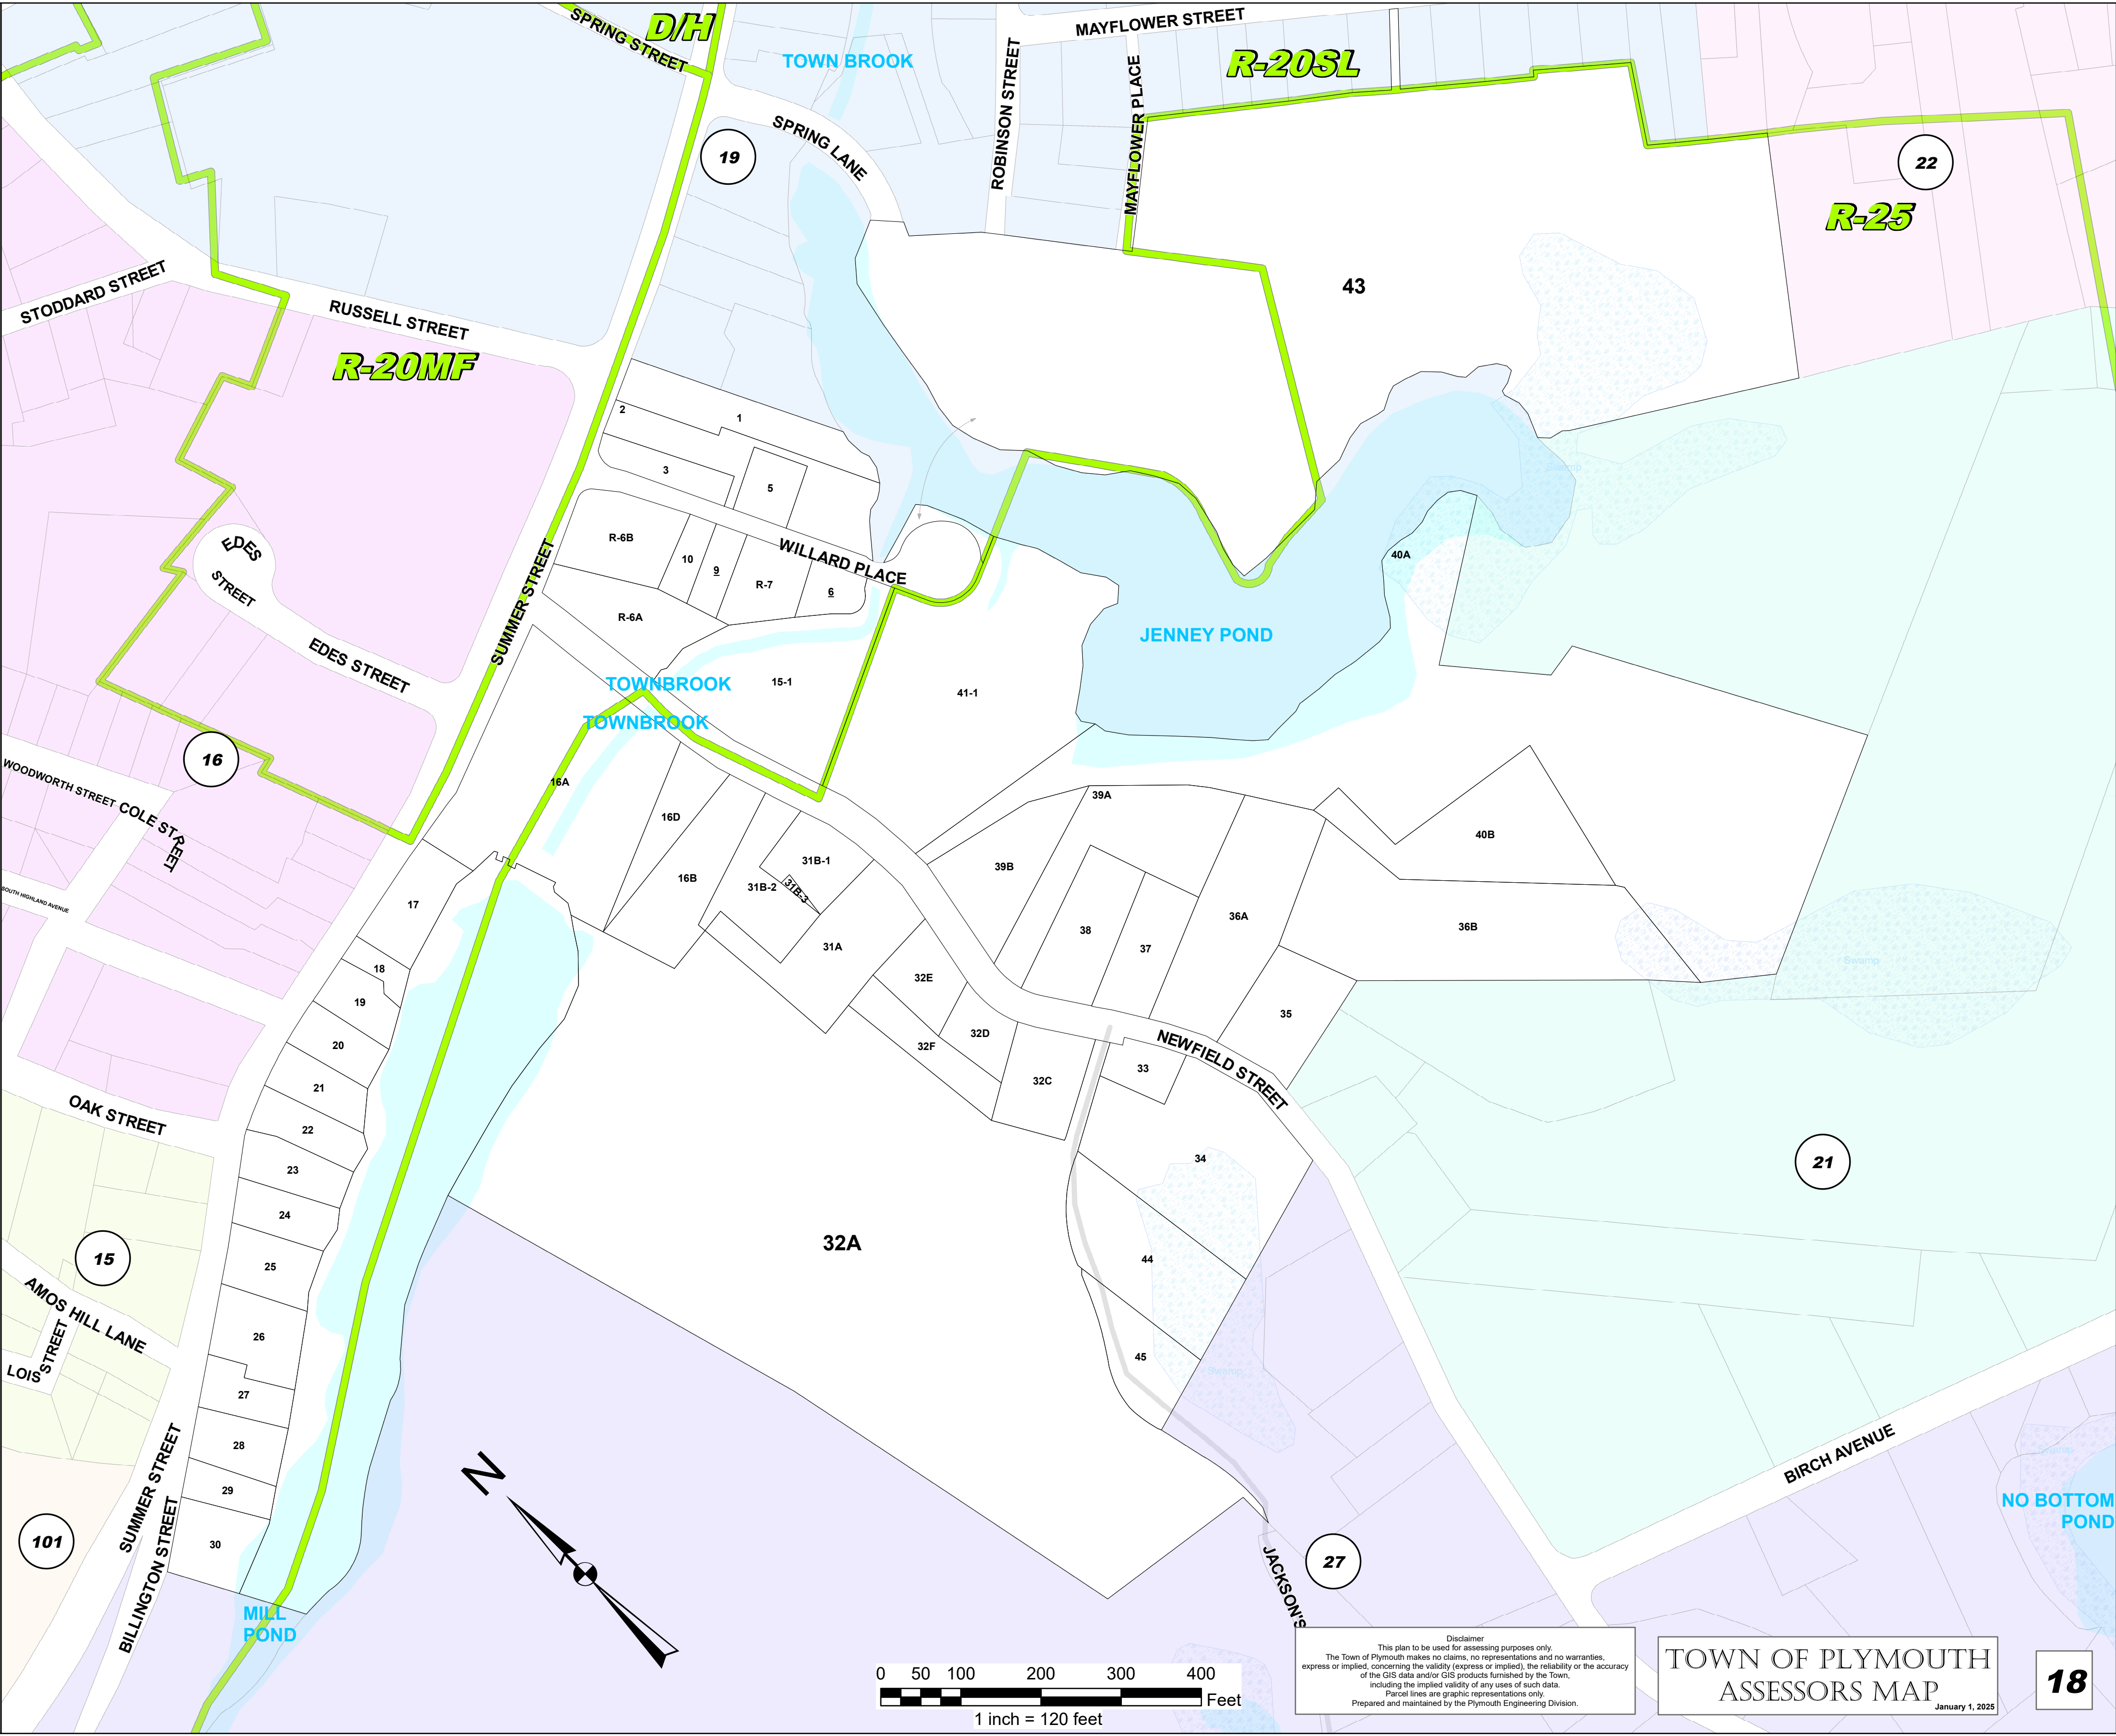 SPRING STREET
D/H
TOWN BROOK
MAYFLOWER STREET
R-20SL
ROBINSON STREET
MAYFLOWER PLACE
19
SPRING LANE
22
R-25
43
STODDARD STREET
RUSSELL STREET
R-20MF
1
2
3
5
Swamp
R-6B
10
9
R-7
6
WILLARD PLACE
40A
EDES
STREET
EDES STREET
SUMMER STREET
R-6A
JENNEY POND
TOWNBROOK
15-1
41-1
TOWNBROOK
16
WOODWORTH STREET
COLE STREET
16A
16D
39A
40B
31B-1
39B
16B
31B-2
31B-3
SOUTH HIGHLAND AVENUE
17
36A
38
36B
37
31A
Swamp
18
32E
19
35
32D
20
32F
NEWFIELD STREET
33
32C
21
OAK STREET
22
34
21
23
24
32A
15
44
25
AMOS HILL LANE
26
LOIS STREET
45
Swamp
27
28
SUMMER STREET
BIRCH AVENUE
Swamp
29
N
NO BOTTOM
POND
30
101
BILLINGTON STREET
27
JACKSON'S
MILL
POND
0 50 100 200 300 400
Feet
1 inch = 120 feet
Disclaimer
This plan to be used for assessing purposes only.
The Town of Plymouth makes no claims, no representations and no warranties,
express or implied, concerning the validity (express or implied), the reliability or the accuracy
of the GIS data and/or GIS products furnished by the Town,
including the implied validity of any uses of such data.
Parcel lines are graphic representations only.
Prepared and maintained by the Plymouth Engineering Division.
TOWN OF PLYMOUTH
ASSESSORS MAP
January 1, 2025
18